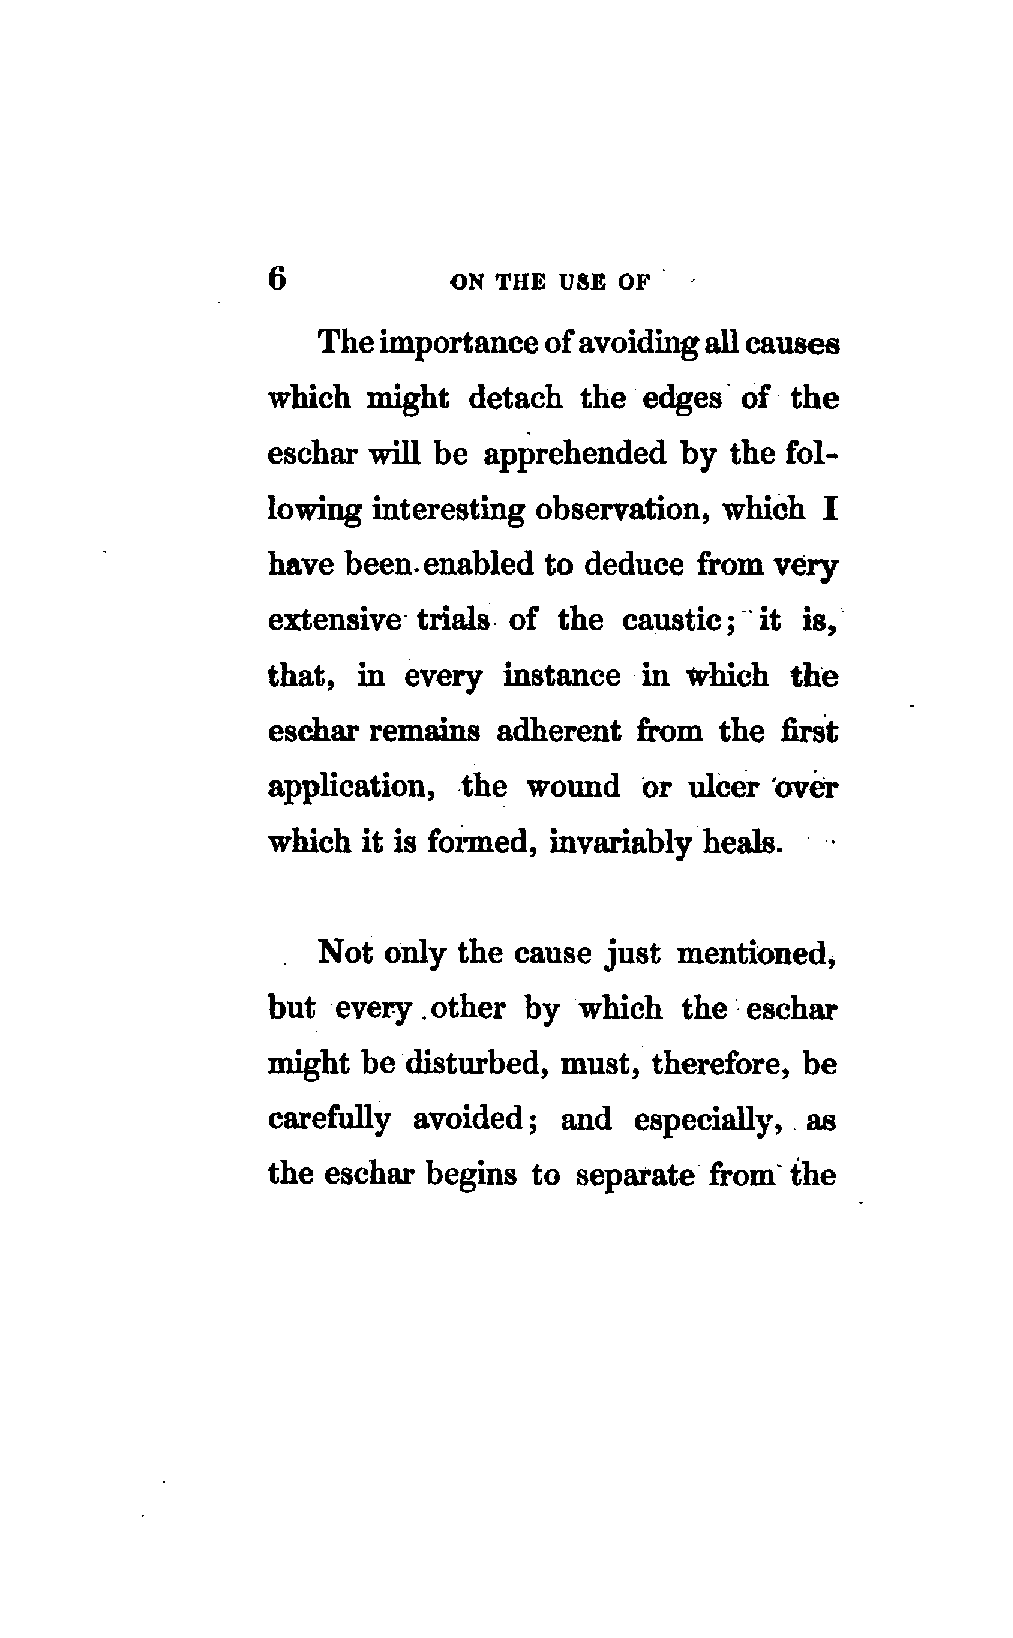 6 ON THE USE OF
The importance of avoiding all causes
which might detach the edges of the
eschar will be apprehended by the fol-
lowing interesting observation, which I
have been enabled to deduce from very
extensive trials of the caustic; it is,
that, in every instance in which the
eschar remains adherent from the first
application, the wound or ulcer over
which it is formed, invariably heals.
Not only the cause just mentioned,
but every other by which the eschar
might be disturbed, must, therefore, be
carefully avoided; and especially, as
the eschar begins to separate from the